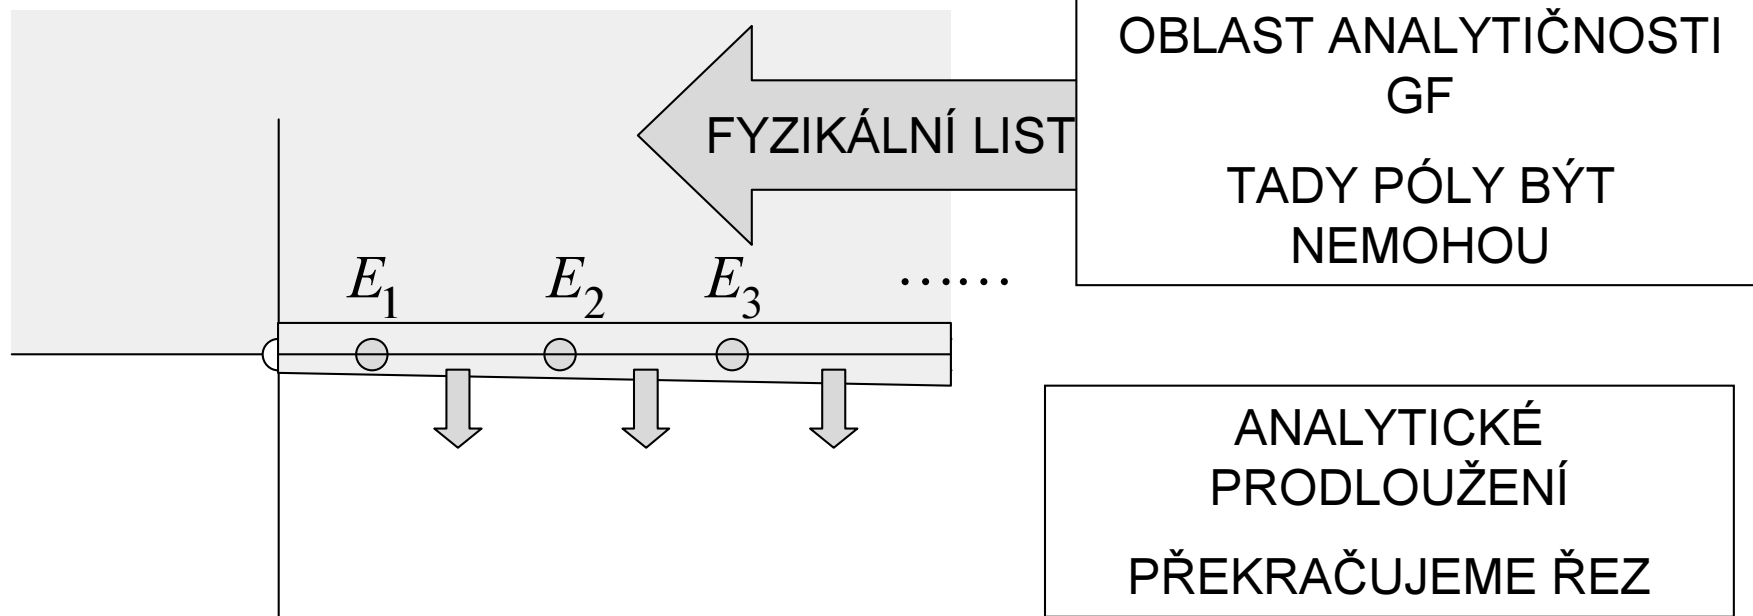 OBLAST ANALYTIČNOSTI
GF
FYZIKÁLNÍ LIST
TADY PÓLY BÝT
NEMOHOU
E₁ E₂ E₃ ......
ANALYTICKÉ
PRODLOUŽENÍ
PŘEKRAČUJEME ŘEZ